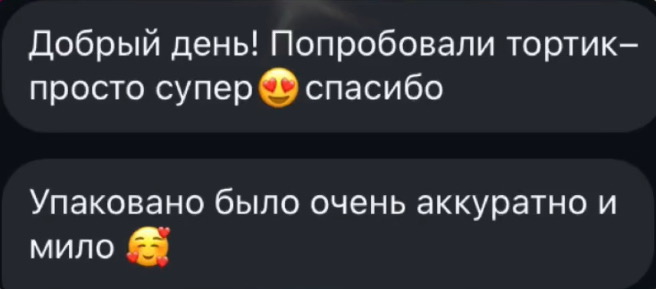 Добрый день! Попробовали тортик–
просто супер😍спасибо
Упаковано было очень аккуратно и
мило 🥰